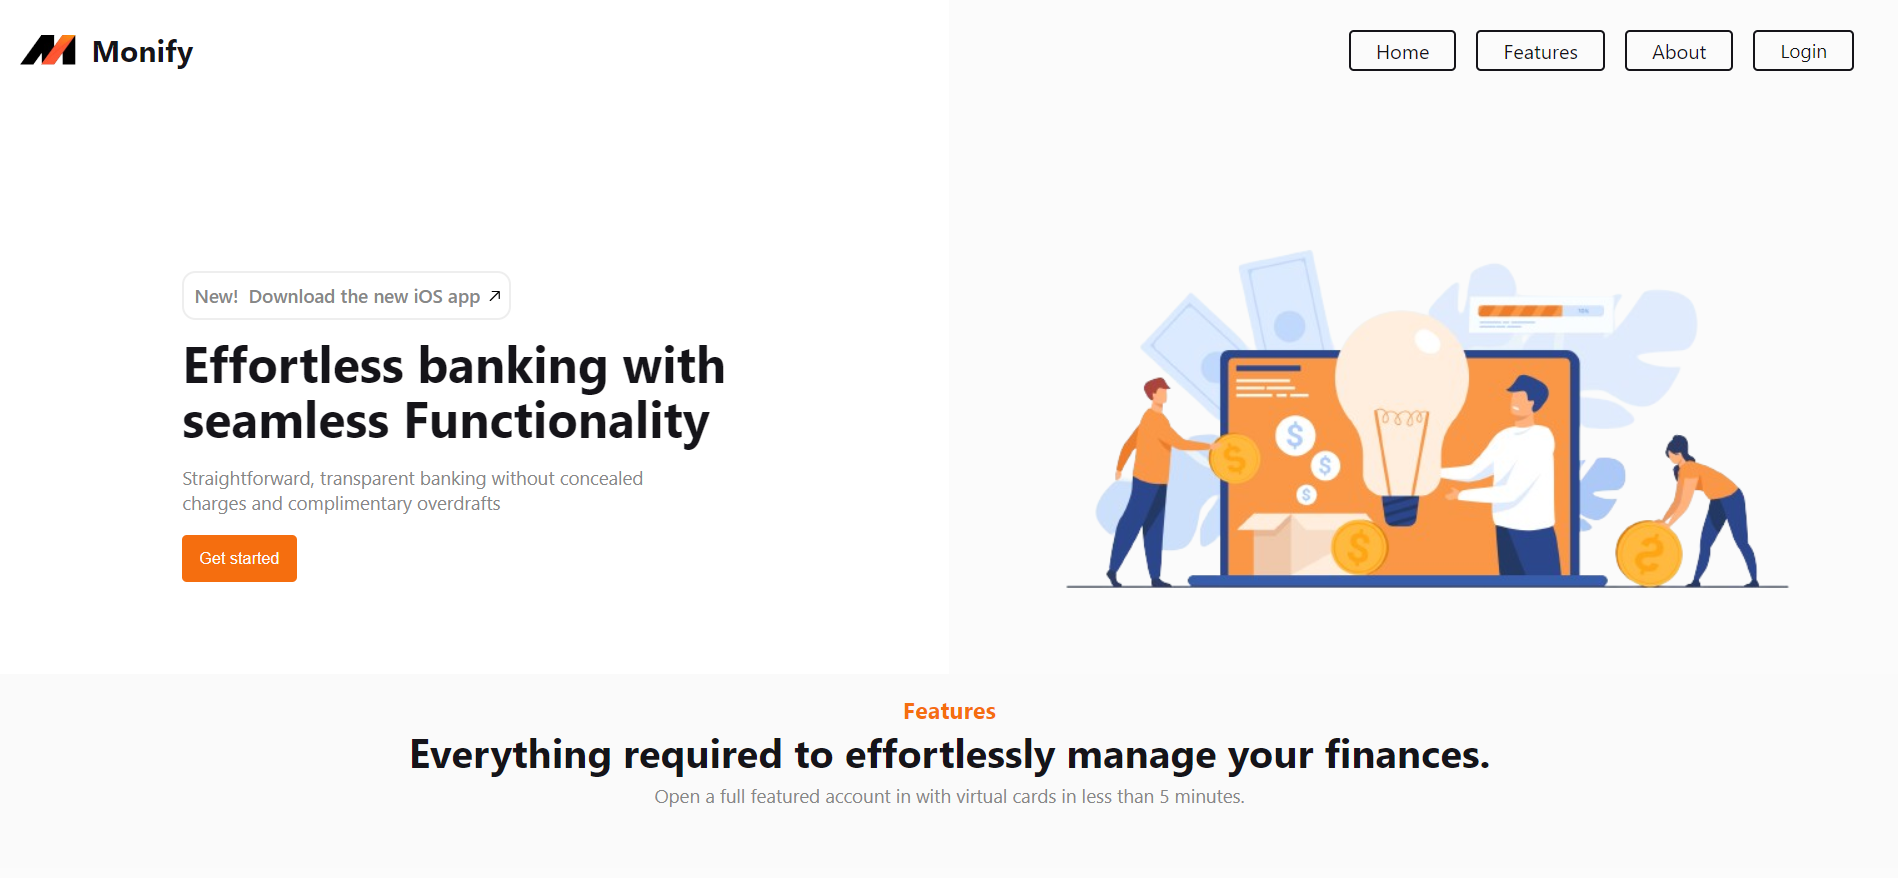 Monify
Home
Features
About
Login
New! Download the new iOS app
Effortless banking with
seamless Functionality
Straightforward, transparent banking without concealed
charges and complimentary overdrafts
Get started
$
$
$
$
$
$
Features
Everything required to effortlessly manage your finances.
Open a full featured account in with virtual cards in less than 5 minutes.